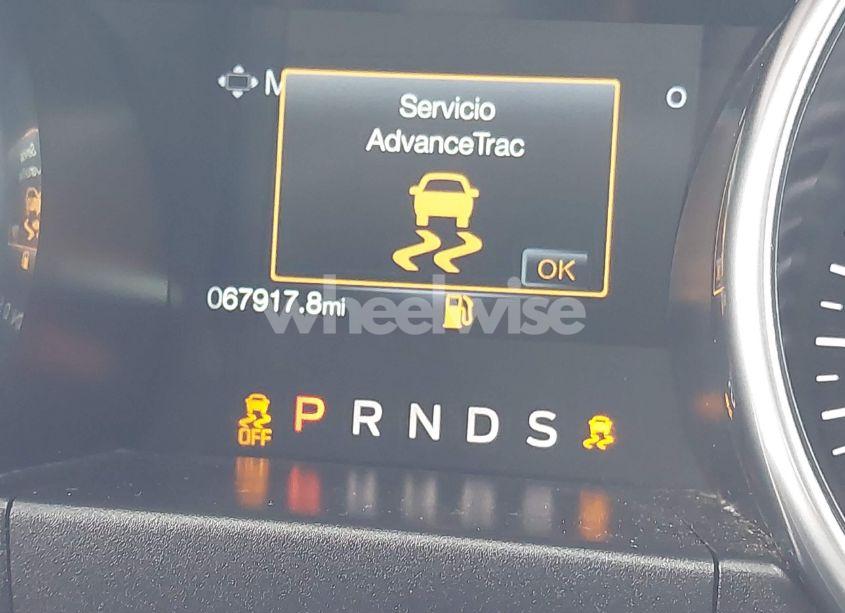 M
o
Servicio
AdvanceTrac
OK
067917.8mi
wheelwise
OFF P R N D S